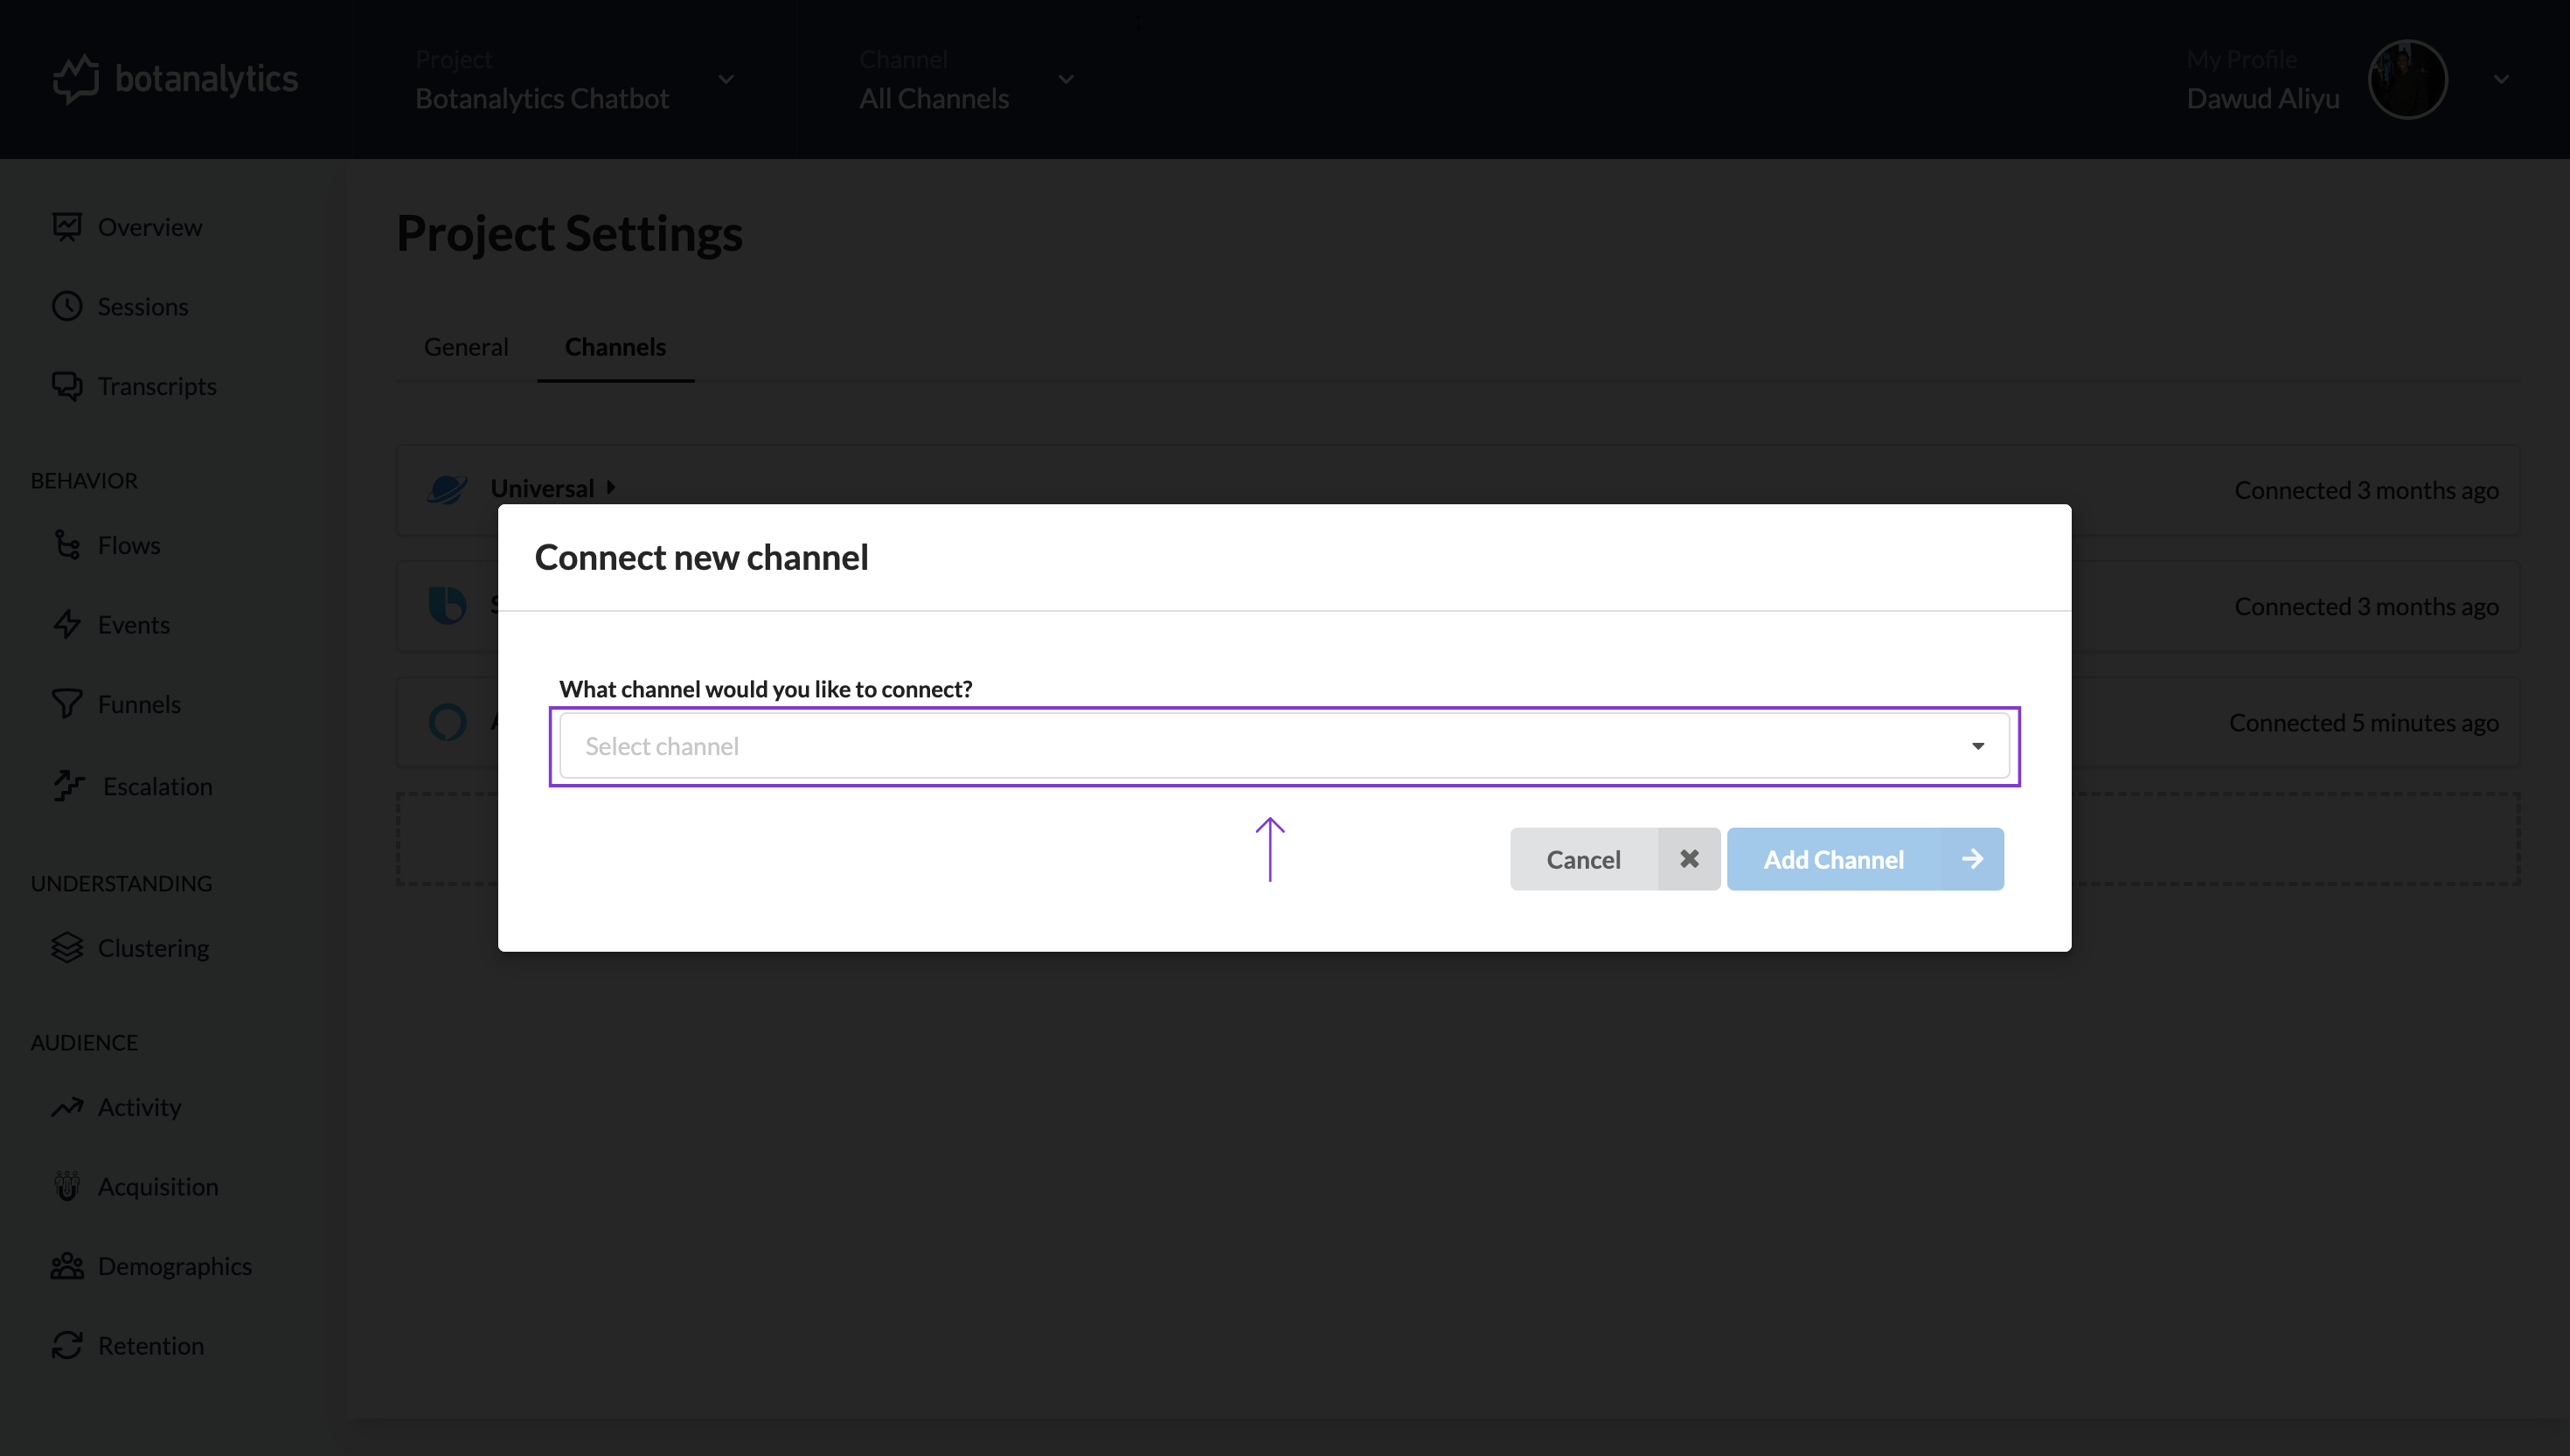 botanalytics
Project
Botanalytics Chatbot
Channel
All Channels
My Profile
Dawud Aliyu
Overview
Sessions
Transcripts
BEHAVIOR
Flows
Events
Funnels
Escalation
UNDERSTANDING
Clustering
AUDIENCE
Activity
Acquisition
Demographics
Retention
Project Settings
General
Channels
Universal
Connected 3 months ago
Connected 3 months ago
Connected 5 minutes ago
Connect new channel
What channel would you like to connect?
Select channel
Cancel
Add Channel